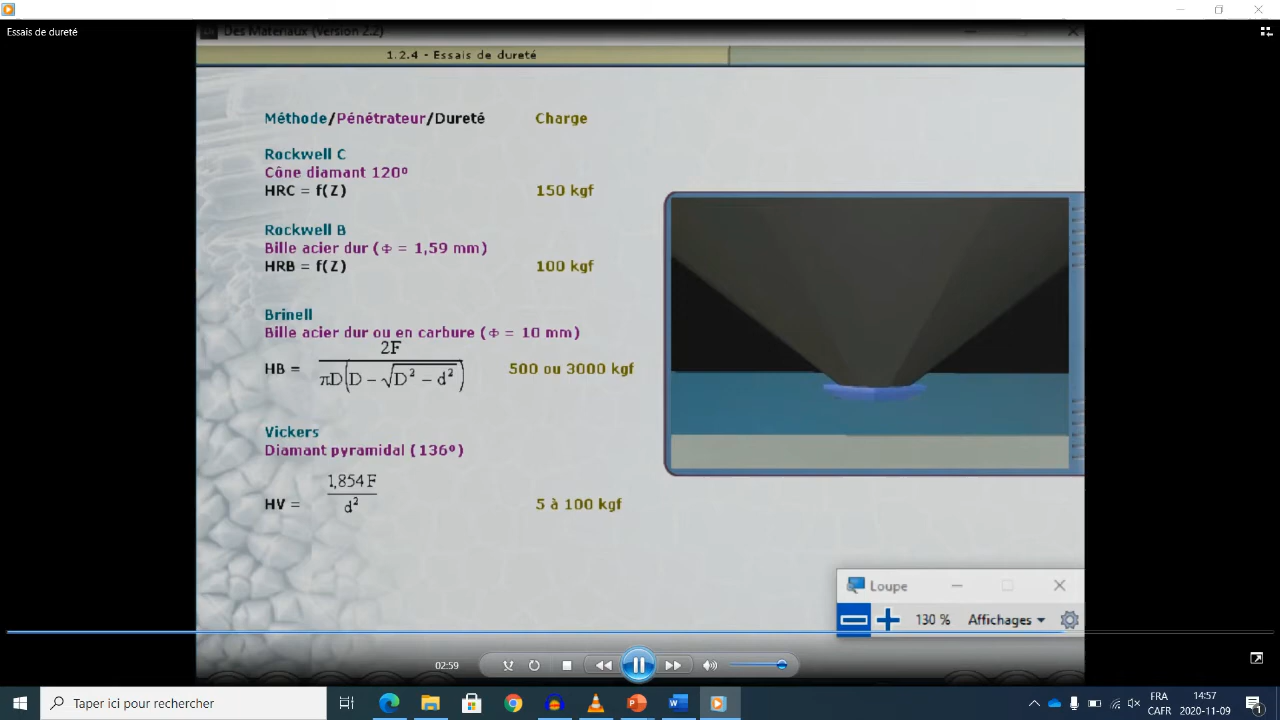 Essais de dureté
Des Matériaux (Version 2.2)
1.2.4 - Essais de dureté
Méthode/Pénétrateur/Dureté Charge
Rockwell C
Cône diamant 120º
HRC = f(Z) 150 kgf
Rockwell B
Bille acier dur (Φ = 1,59 mm)
HRB = f(Z) 100 kgf
Brinell
Bille acier dur ou en carbure (Φ = 10 mm)
HB = 2F / πD(D − √D² − d²) 500 ou 3000 kgf
Vickers
Diamant pyramidal (136º)
HV = 1,854 F / d² 5 à 100 kgf
Loupe
130 % Affichages
02:59
Taper ici pour rechercher
FRA 14:57
CAFR 2020-11-09
1